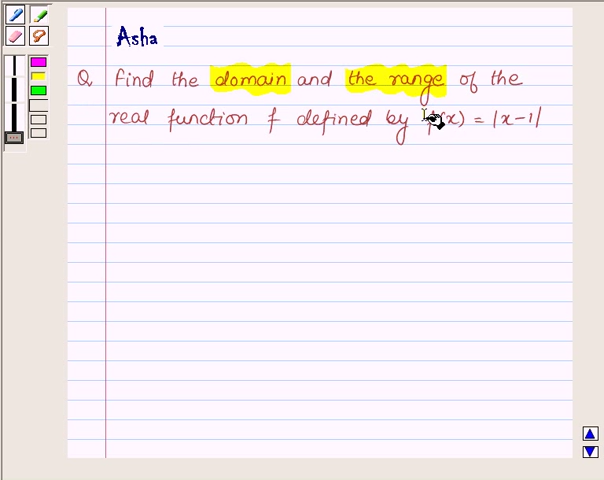 Asha
Q Find the domain and the range of the
real function f defined by f(x) = |x-1|